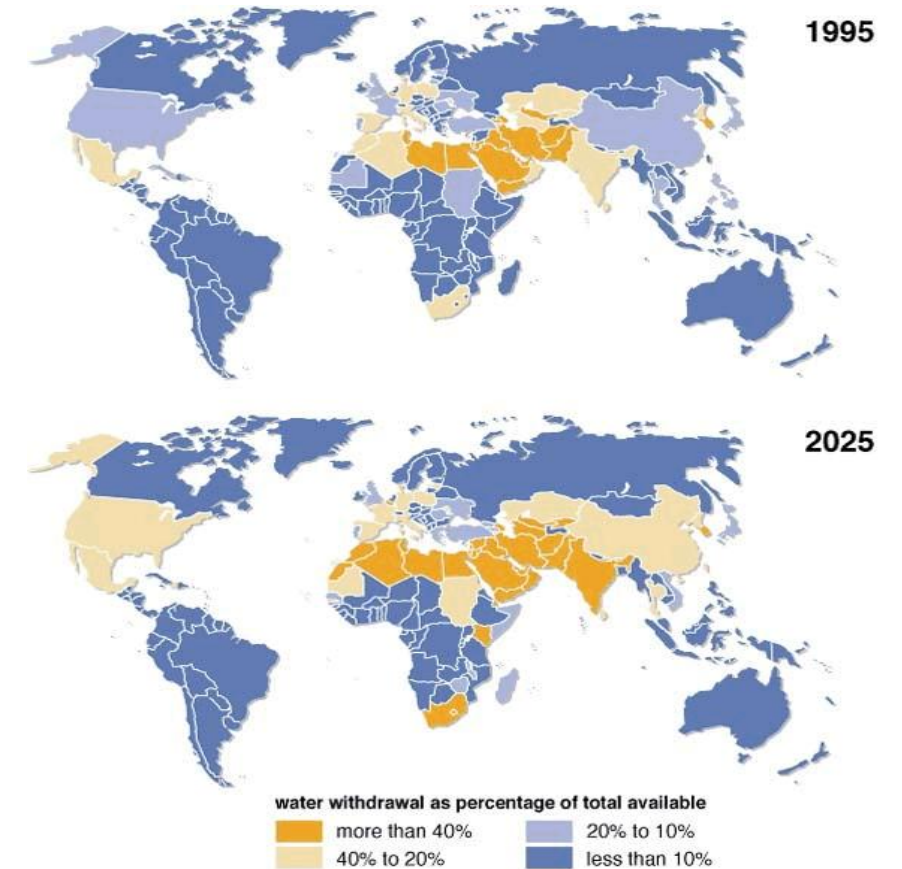 1995
2025
water withdrawal as percentage of total available
more than 40%
20% to 10%
40% to 20%
less than 10%